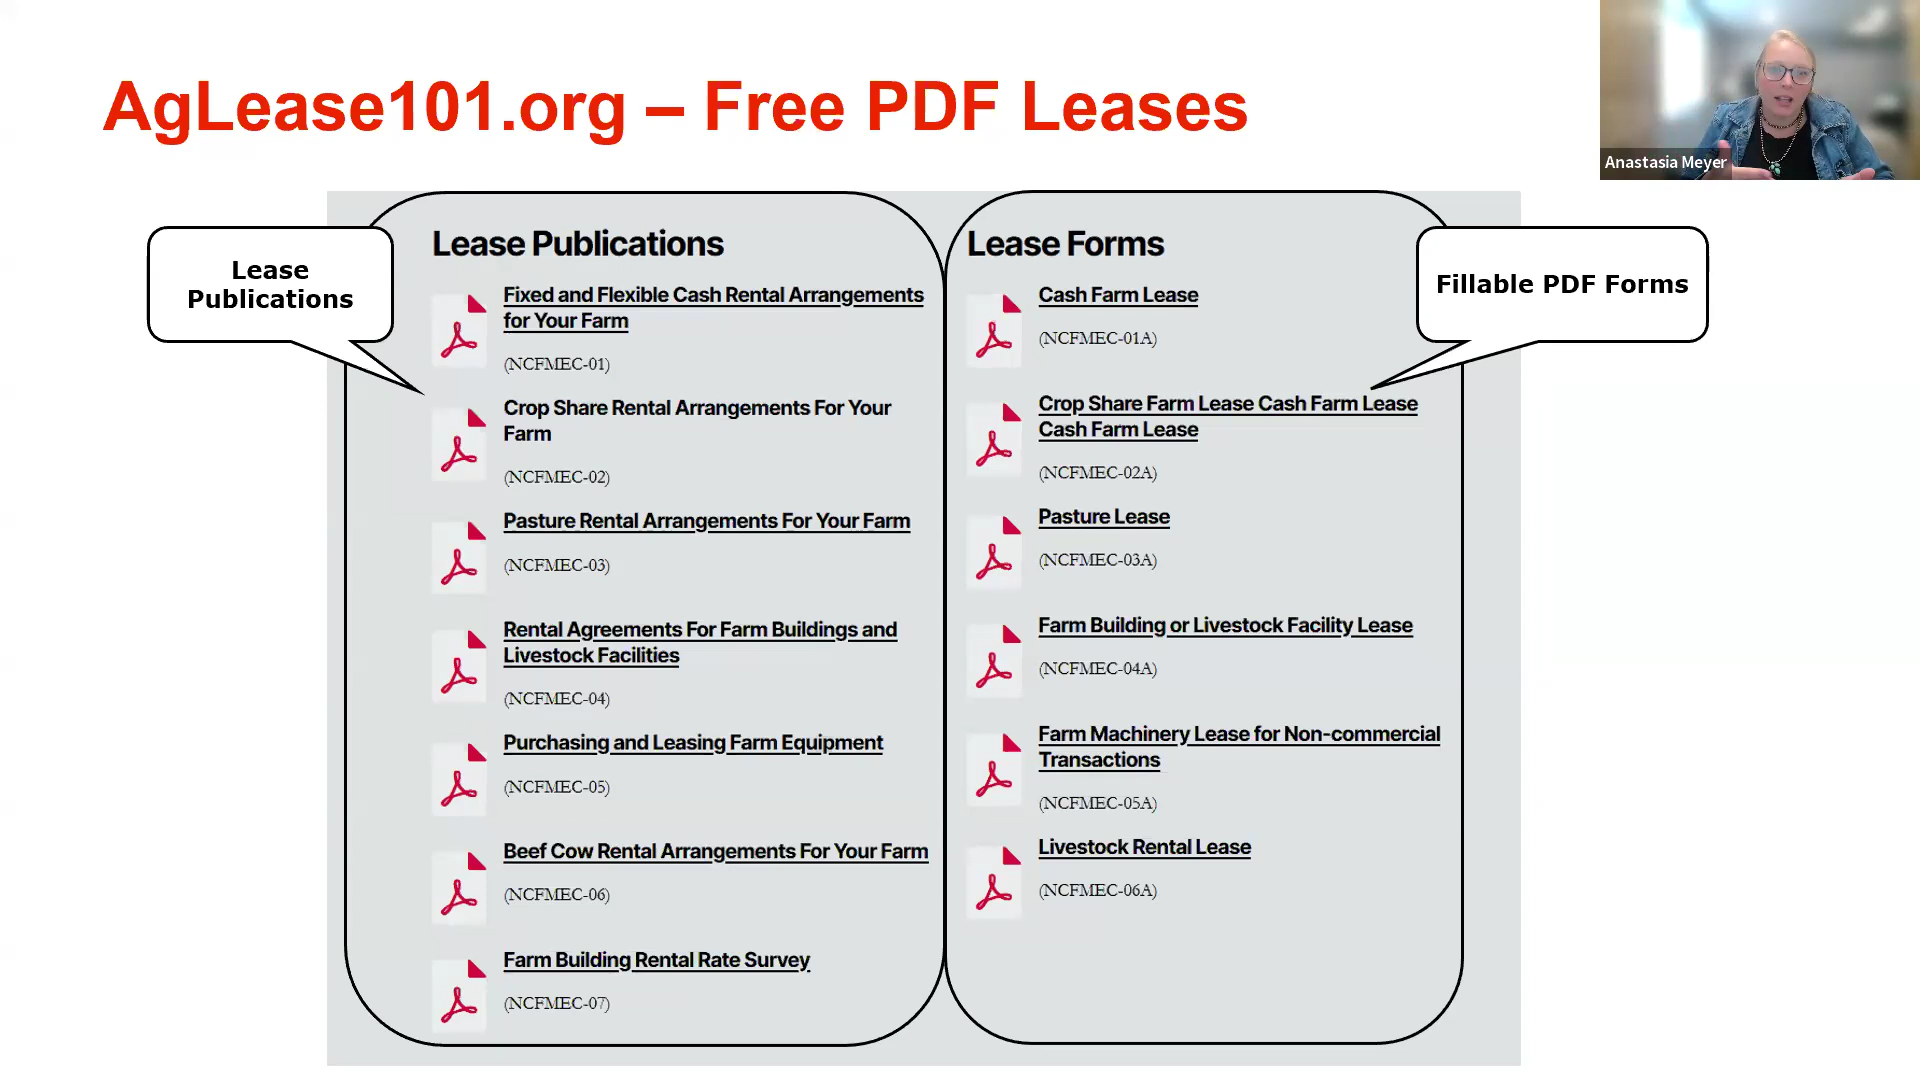 AgLease101.org – Free PDF Leases
Anastasia Meyer
Lease
Publications
Lease Publications
Fixed and Flexible Cash Rental Arrangements
for Your Farm
(NCFMEC-01)
Crop Share Rental Arrangements For Your
Farm
(NCFMEC-02)
Pasture Rental Arrangements For Your Farm
(NCFMEC-03)
Rental Agreements For Farm Buildings and
Livestock Facilities
(NCFMEC-04)
Purchasing and Leasing Farm Equipment
(NCFMEC-05)
Beef Cow Rental Arrangements For Your Farm
(NCFMEC-06)
Farm Building Rental Rate Survey
(NCFMEC-07)
Lease Forms
Cash Farm Lease
(NCFMEC-01A)
Crop Share Farm Lease Cash Farm Lease
Cash Farm Lease
(NCFMEC-02A)
Pasture Lease
(NCFMEC-03A)
Farm Building or Livestock Facility Lease
(NCFMEC-04A)
Farm Machinery Lease for Non-commercial
Transactions
(NCFMEC-05A)
Livestock Rental Lease
(NCFMEC-06A)
Fillable PDF Forms